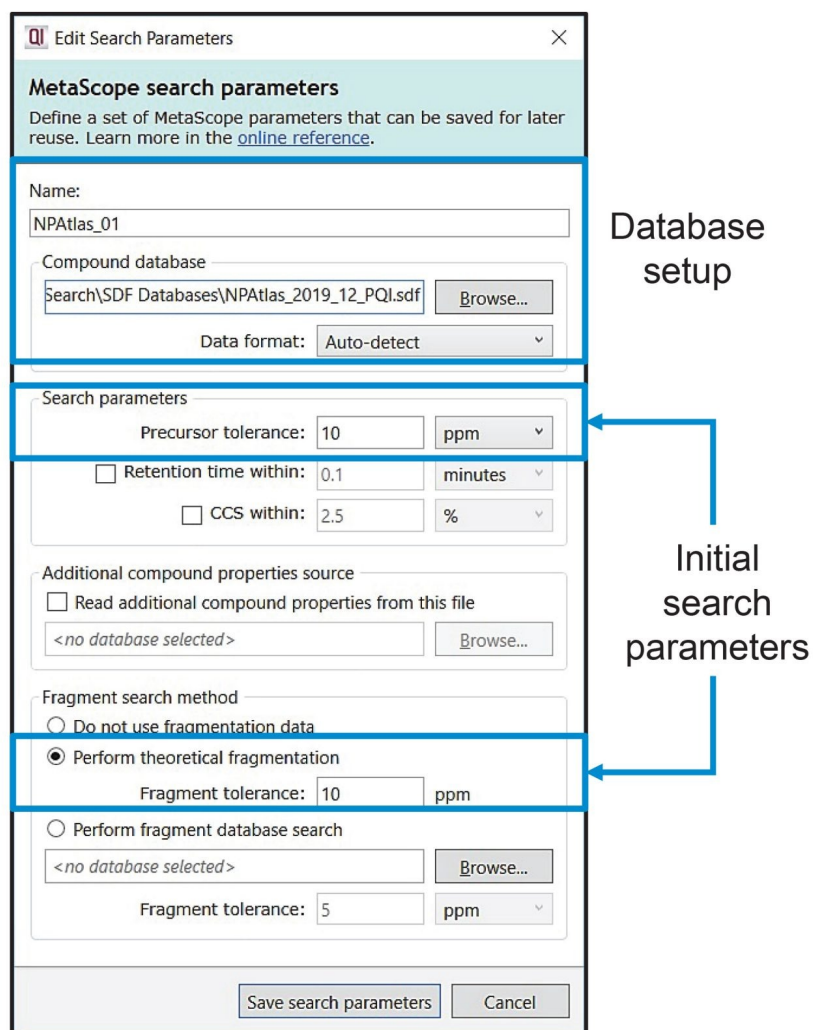 QI Edit Search Parameters
MetaScope search parameters
Define a set of MetaScope parameters that can be saved for later
reuse. Learn more in the online reference.
Name:
NPAtlas_01
Compound database
Search\SDF Databases\NPAtlas_2019_12_PQI.sdf Browse...
Data format: Auto-detect
Database
setup
Search parameters
Precursor tolerance: 10 ppm
Retention time within: 0.1 minutes
CCS within: 2.5 %
Additional compound properties source
Read additional compound properties from this file
<no database selected> Browse...
Initial
search
parameters
Fragment search method
Do not use fragmentation data
Perform theoretical fragmentation
Fragment tolerance: 10 ppm
Perform fragment database search
<no database selected> Browse...
Fragment tolerance: 5 ppm
Save search parameters Cancel